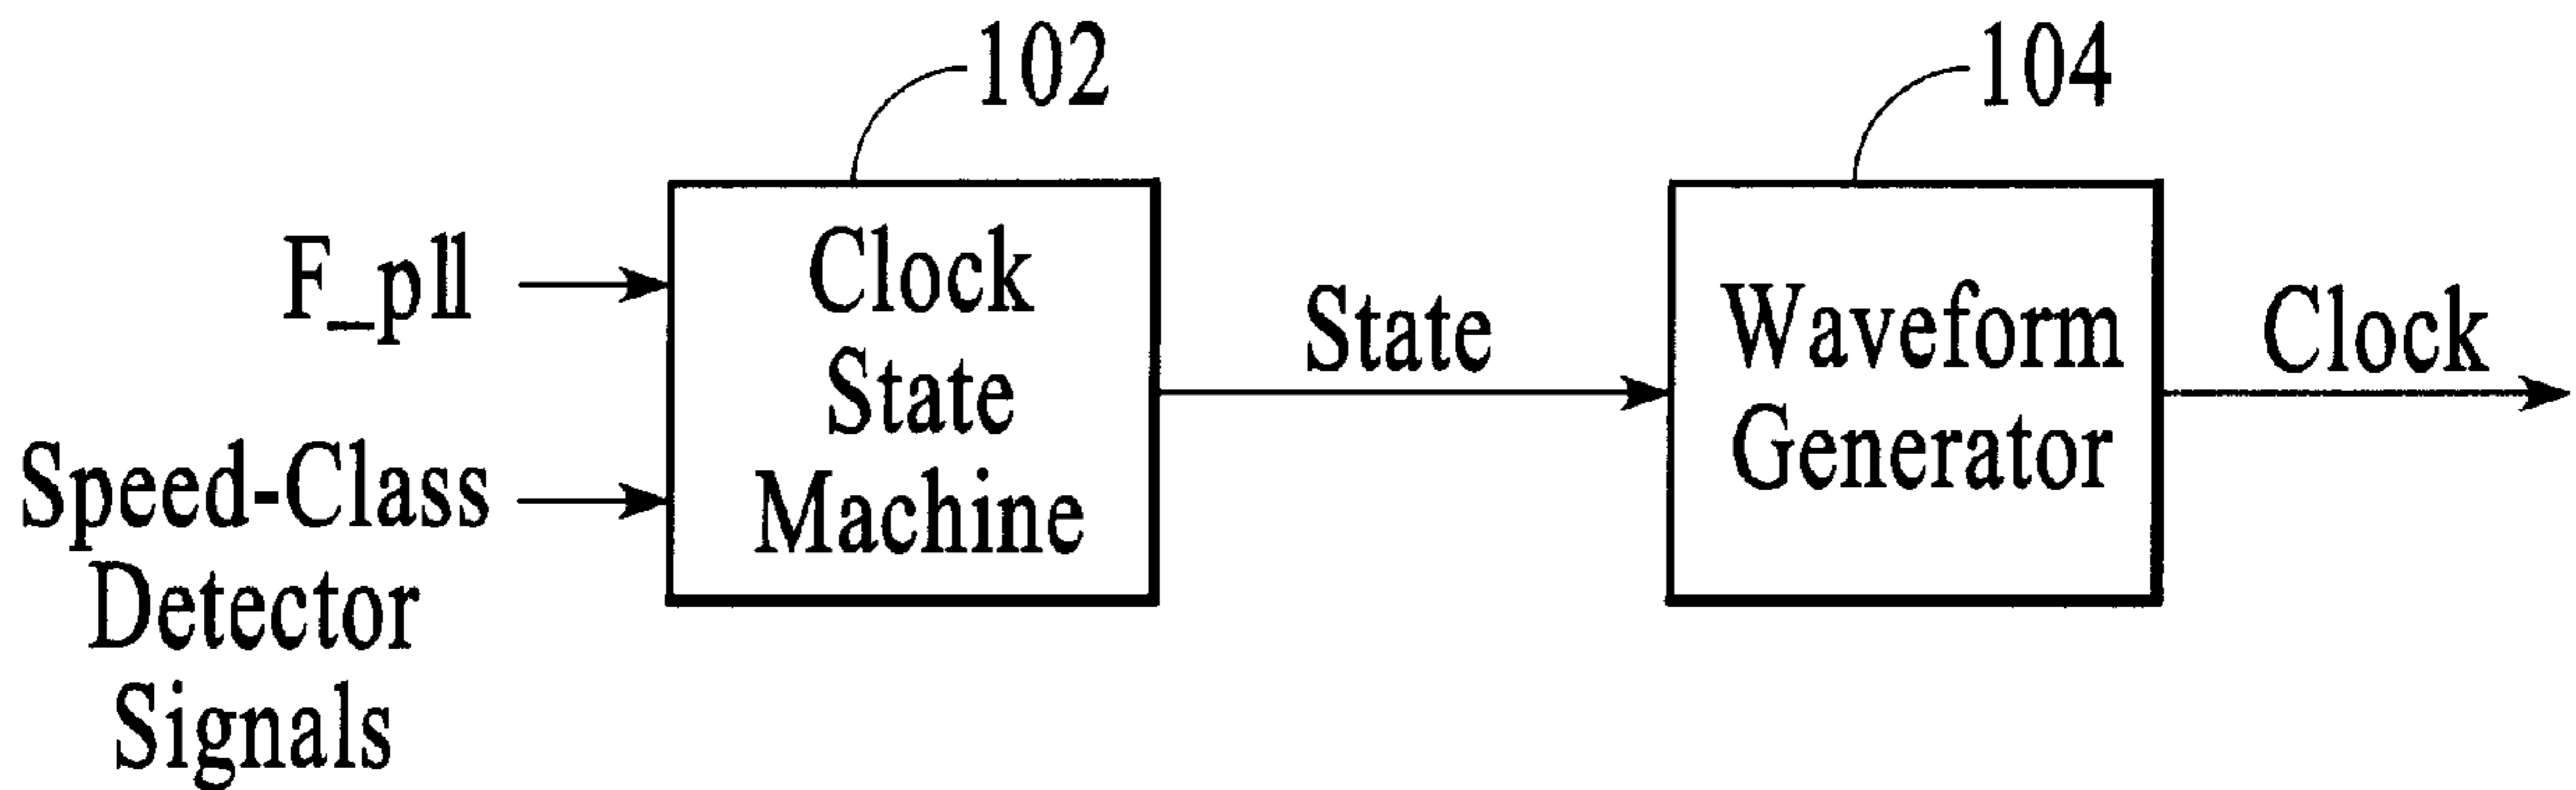 102
104
F_pll
Clock
State
Machine
State
Waveform
Generator
Clock
Speed-Class
Detector
Signals